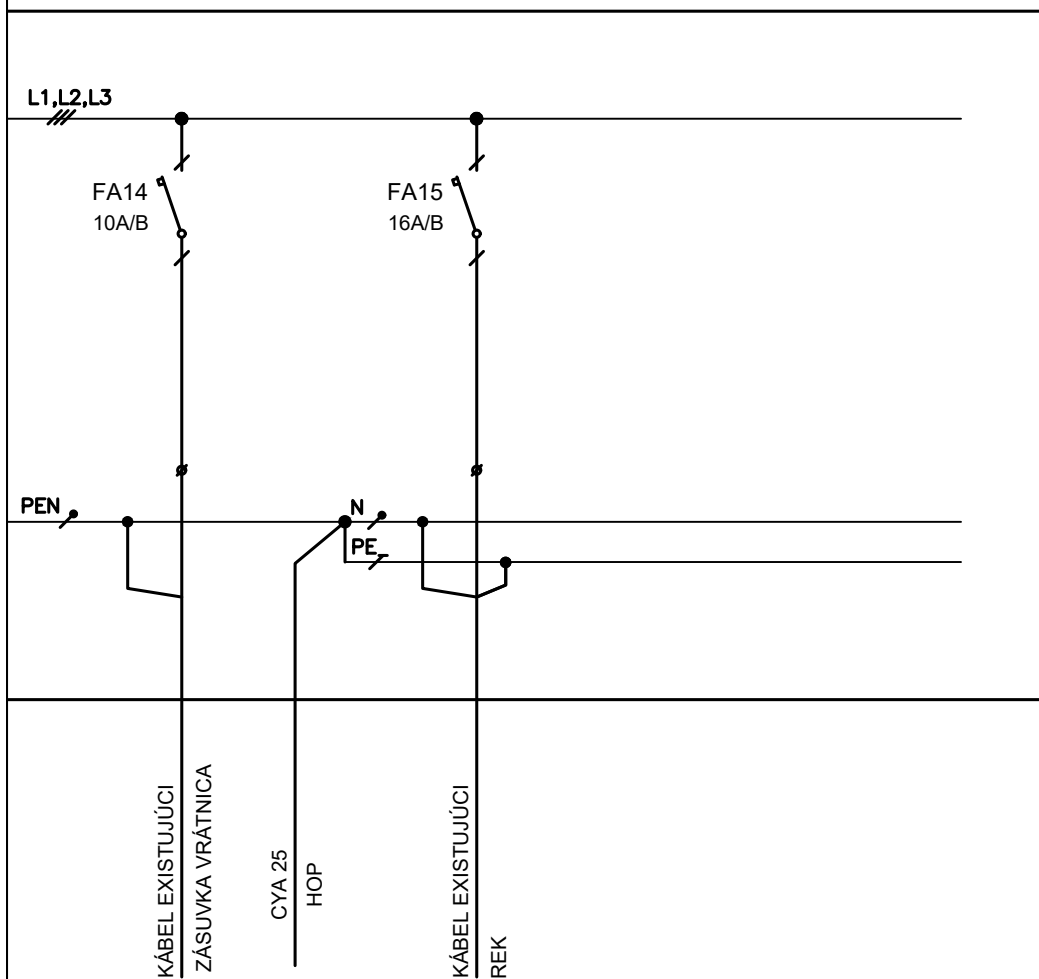 L1,L2,L3
FA14
10A/B
FA15
16A/B
PEN
N
PE
KÁBEL EXISTUJÚCI
ZÁSUVKA VRÁTNICA
CYA 25
HOP
KÁBEL EXISTUJÚCI
REK